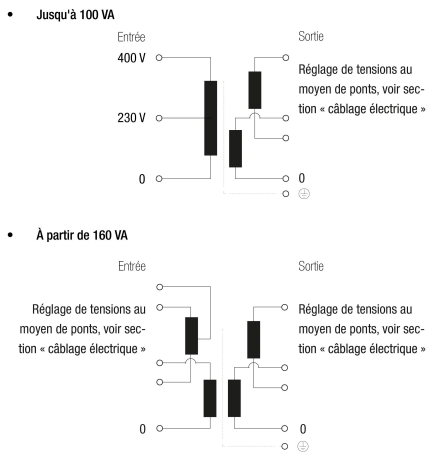 • Jusqu'à 100 VA
Entrée
Sortie
400 V
Réglage de tensions au
moyen de ponts, voir sec-
tion « câblage électrique »
230 V
0
0
• À partir de 160 VA
Entrée
Sortie
Réglage de tensions au
moyen de ponts, voir sec-
tion « câblage électrique »
Réglage de tensions au
moyen de ponts, voir sec-
tion « câblage électrique »
0
0